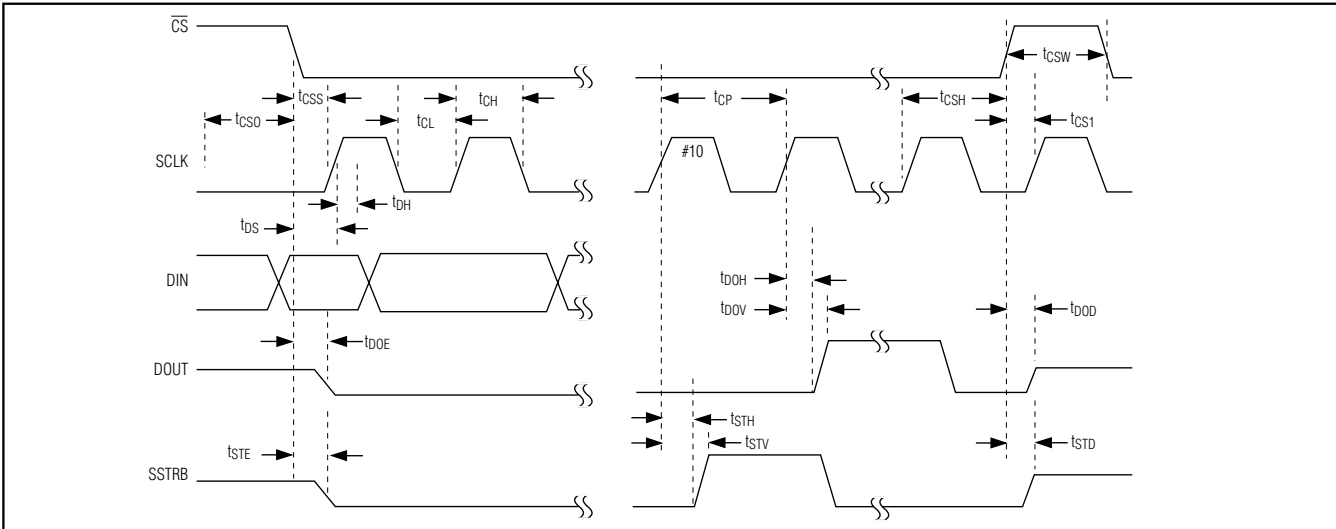 CS
tCSW
tCSS
tCH
tCP
tCSH
tCSO
tCL
tCS1
SCLK
#10
tDH
tDS
DIN
tDOH
tDOV
tDOD
tDOE
DOUT
tSTH
tSTV
tSTE
tSTD
SSTRB